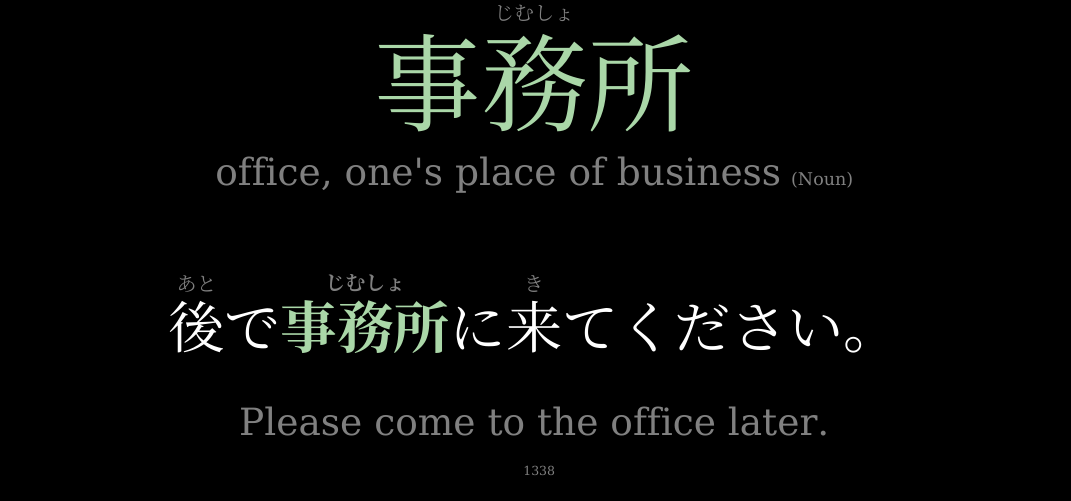 じむしょ
事務所
office, one's place of business (Noun)
あと じむしょ き
後で事務所に来てください。
Please come to the office later.
1338